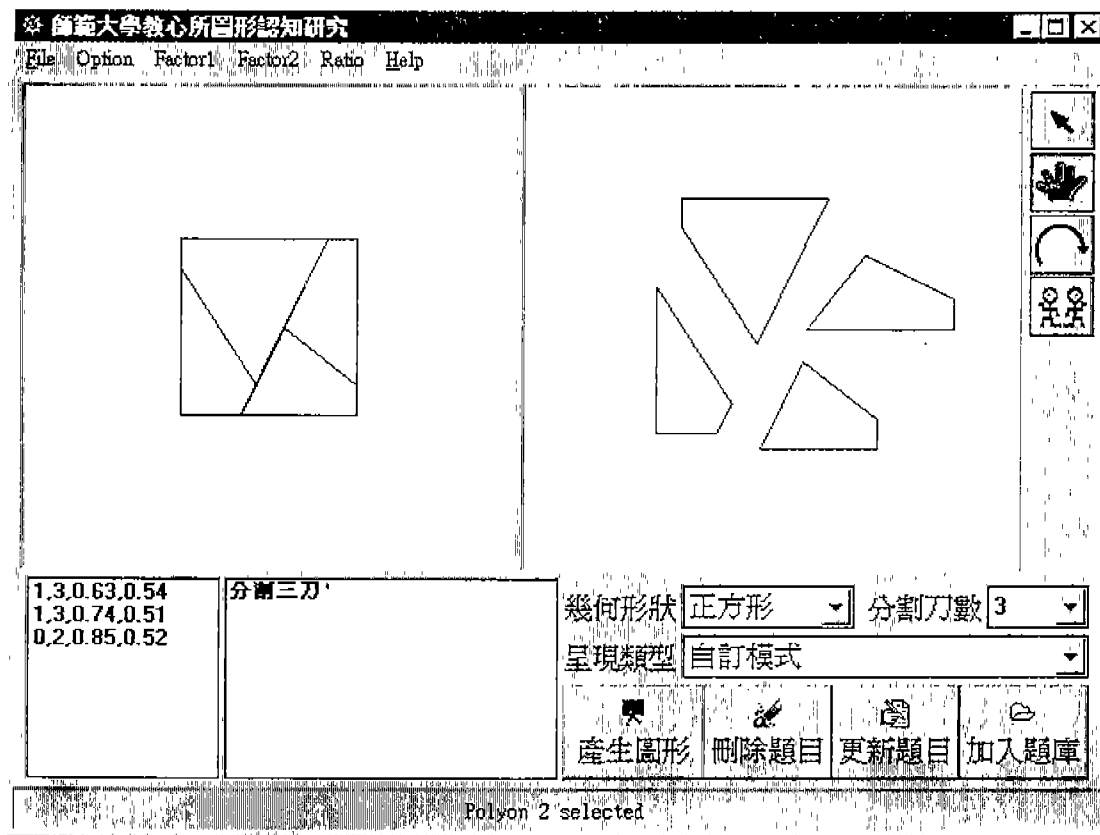 師範大學教心所圖形認知研究
File Option Factor1 Factor2 Ratio Help
1,3,0.63,0.54
1,3,0.74,0.51
0,2,0.85,0.52
分割三刀
幾何形狀 正方形 分割刀數 3
呈現類型 自訂模式
產生圖形 刪除題目 更新題目 加入題庫
Polyon 2 selected